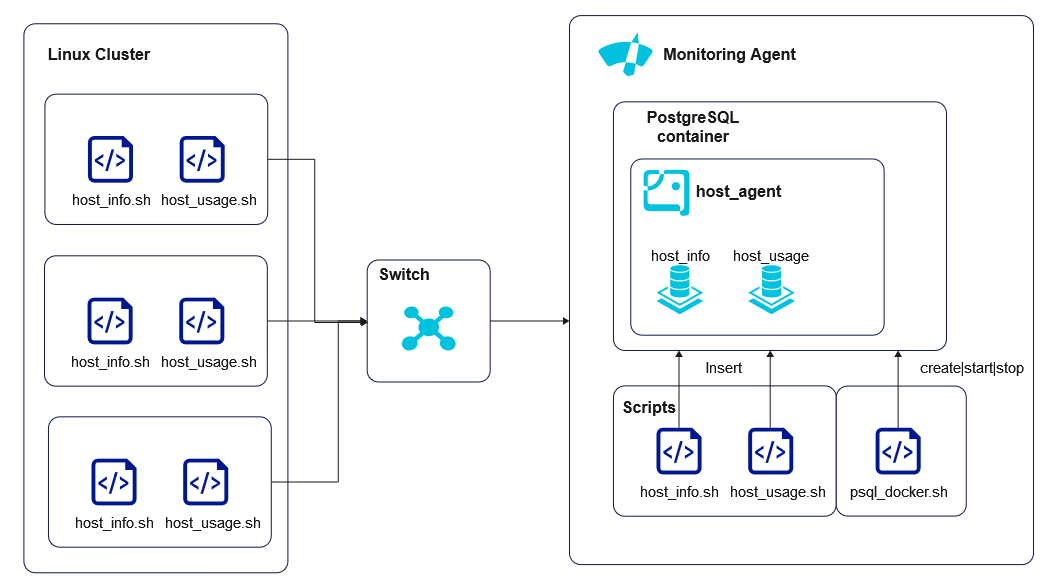 Linux Cluster
host_info.sh
host_usage.sh
host_info.sh
host_usage.sh
host_info.sh
host_usage.sh
Switch
Monitoring Agent
PostgreSQL
container
host_agent
host_info
host_usage
Insert
create|start|stop
Scripts
host_info.sh
host_usage.sh
psql_docker.sh